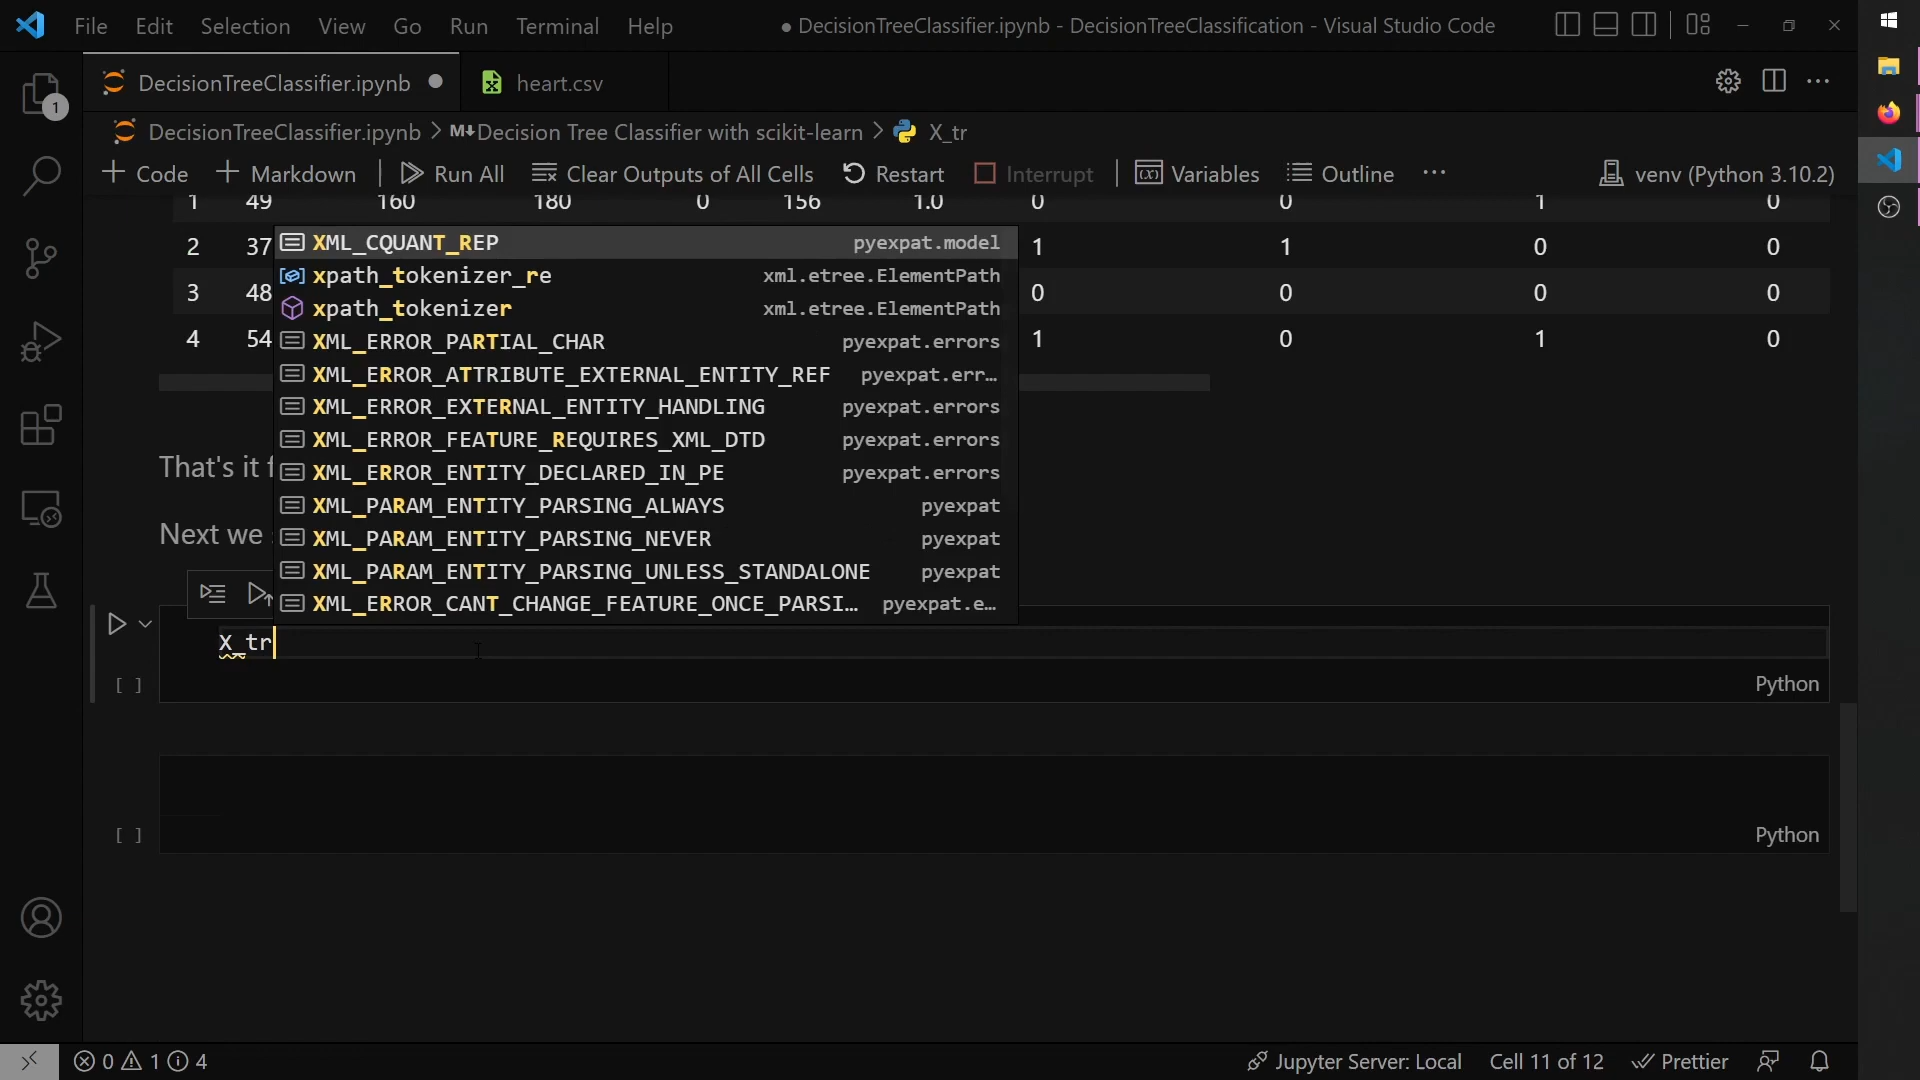 File Edit Selection View Go Run Terminal Help ● DecisionTreeClassifier.ipynb - DecisionTreeClassification - Visual Studio Code
1 DecisionTreeClassifier.ipynb heart.csv
DecisionTreeClassifier.ipynb > M↓Decision Tree Classifier with scikit-learn > X_tr
+ Code + Markdown Run All Clear Outputs of All Cells Restart Interrupt Variables Outline ... venv (Python 3.10.2)
1 49 160 180 0 156 1.0 0 0 1 0
2 37 1 1 0 0
3 48 0 0 0 0
4 54 1 0 1 0
XML_CQUANT_REP pyexpat.model
xpath_tokenizer_re xml.etree.ElementPath
xpath_tokenizer xml.etree.ElementPath
XML_ERROR_PARTIAL_CHAR pyexpat.errors
XML_ERROR_ATTRIBUTE_EXTERNAL_ENTITY_REF pyexpat.err…
XML_ERROR_EXTERNAL_ENTITY_HANDLING pyexpat.errors
XML_ERROR_FEATURE_REQUIRES_XML_DTD pyexpat.errors
XML_ERROR_ENTITY_DECLARED_IN_PE pyexpat.errors
XML_PARAM_ENTITY_PARSING_ALWAYS pyexpat
XML_PARAM_ENTITY_PARSING_NEVER pyexpat
XML_PARAM_ENTITY_PARSING_UNLESS_STANDALONE pyexpat
XML_ERROR_CANT_CHANGE_FEATURE_ONCE_PARSI… pyexpat.e…
That's it
Next we
X_tr
[ ] Python
[ ] Python
0 1 4 Jupyter Server: Local Cell 11 of 12 Prettier